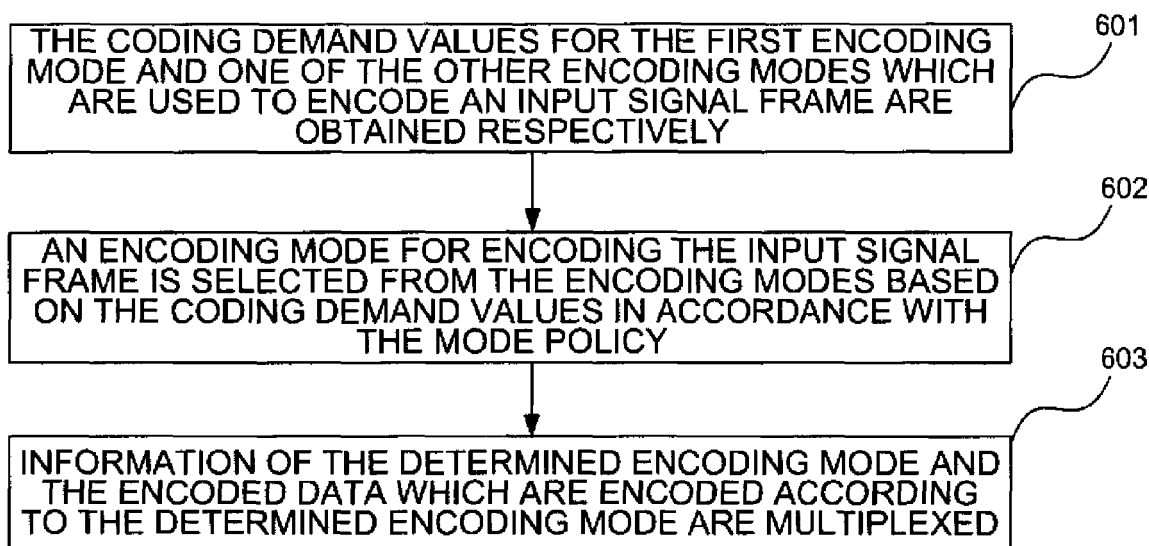 THE CODING DEMAND VALUES FOR THE FIRST ENCODING
MODE AND ONE OF THE OTHER ENCODING MODES WHICH
ARE USED TO ENCODE AN INPUT SIGNAL FRAME ARE
OBTAINED RESPECTIVELY
601
AN ENCODING MODE FOR ENCODING THE INPUT SIGNAL
FRAME IS SELECTED FROM THE ENCODING MODES BASED
ON THE CODING DEMAND VALUES IN ACCORDANCE WITH
THE MODE POLICY
602
INFORMATION OF THE DETERMINED ENCODING MODE AND
THE ENCODED DATA WHICH ARE ENCODED ACCORDING
TO THE DETERMINED ENCODING MODE ARE MULTIPLEXED
603